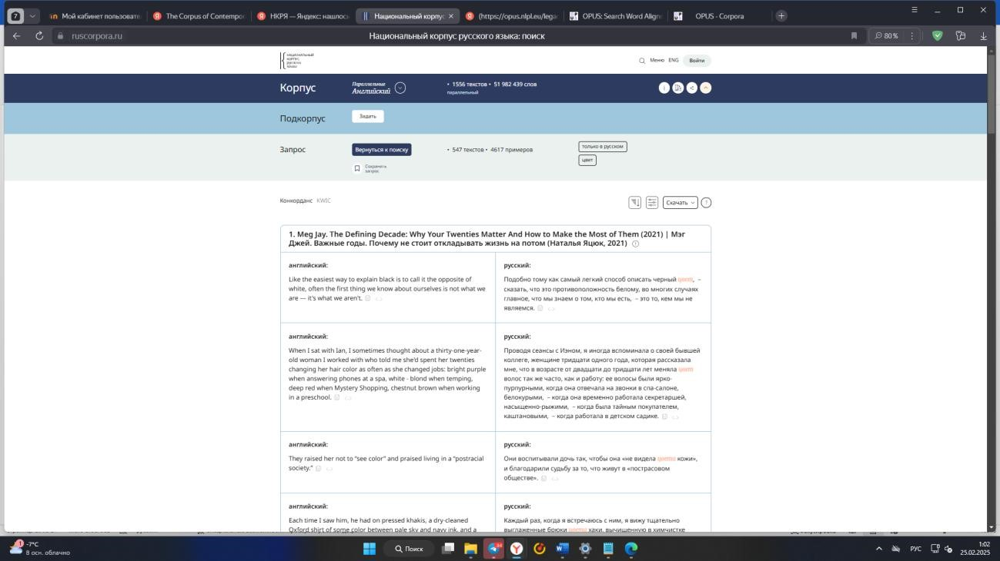 7
Мой кабинет пользовате
The Corpus of Contempor
НКРЯ — Яндекс: нашлось
Национальный корпус
(https://opus.nlpl.eu/lega
OPUS: Search Word Alignm
OPUS - Corpora
ruscorpora.ru
Национальный корпус русского языка: поиск
80 %
НАЦИОНАЛЬНЫЙ
КОРПУС
РУССКОГО
ЯЗЫКА
Меню
ENG
Войти
Корпус
Параллельные
Английский
• 1556 текстов • 51 982 439 слов
параллельный
Подкорпус
Задать
Запрос
Вернуться к поиску
• 547 текстов • 4617 примеров
только в русском
цвет
Сохранить
запрос
Конкорданс KWIC
Скачать
?
1. Meg Jay. The Defining Decade: Why Your Twenties Matter And How to Make the Most of Them (2021) | Мэг
Джей. Важные годы. Почему не стоит откладывать жизнь на потом (Наталья Яцюк, 2021)
английский:
Like the easiest way to explain black is to call it the opposite of
white, often the first thing we know about ourselves is not what we
are — it's what we aren't.
русский:
Подобно тому как самый легкий способ описать черный цвет, –
сказать, что это противоположность белому, во многих случаях
главное, что мы знаем о том, кто мы есть, – это то, кем мы не
являемся.
английский:
When I sat with Ian, I sometimes thought about a thirty-one-year-
old woman I worked with who told me she'd spent her twenties
changing her hair color as often as she changed jobs: bright purple
when answering phones at a spa, white - blond when temping,
deep red when Mystery Shopping, chestnut brown when working
in a preschool.
русский:
Проводя сеансы с Иэном, я иногда вспоминала о своей бывшей
коллеге, женщине тридцати одного года, которая рассказала
мне, что в возрасте от двадцати до тридцати лет меняла цвет
волос так же часто, как и работу: ее волосы были ярко-
пурпурными, когда она отвечала на звонки в спа-салоне,
белокурыми, – когда она временно работала секретаршей,
насыщенно-рыжими, – когда была тайным покупателем,
каштановыми, – когда работала в детском садике.
английский:
They raised her not to “see color” and praised living in a “postracial
society.”
русский:
Они воспитывали дочь так, чтобы она «не видела цвета кожи»,
и благодарили судьбу за то, что живут в «пострасовом
обществе».
английский:
Each time I saw him, he had on pressed khakis, a dry-cleaned
Oxford shirt of some color between pale sky and navy ink, and a
русский:
Каждый раз, когда я встречаюсь с ним, я вижу тщательно
выглаженные брюки цвета хаки, вычищенную в химчистке
1
-7°C
В осн. облачно
Поиск
34
РУС
1:02
25.02.2025